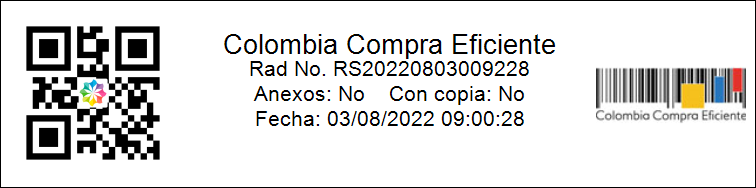 Colombia Compra Eficiente
Rad No. RS20220803009228
Anexos: No Con copia: No
Fecha: 03/08/2022 09:00:28
Colombia Compra Eficiente